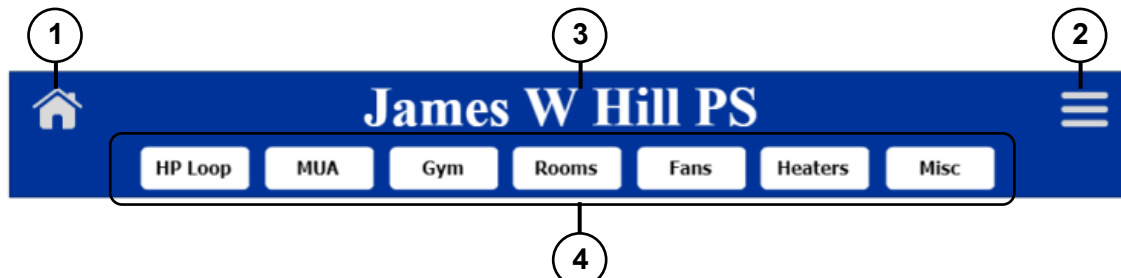 1 3 2
James W Hill PS
HP Loop MUA Gym Rooms Fans Heaters Misc
4